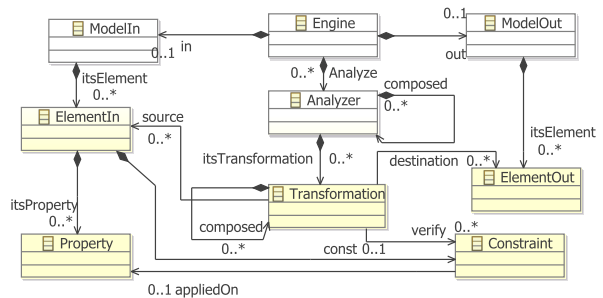 ModelIn
Engine
ModelOut
0..1
0..1
in
out
itsElement
0..*
0..*
Analyze
composed
0..*
Analyzer
ElementIn
source
0..*
itsTransformation
0..*
itsElement
0..*
destination
0..*
ElementOut
itsProperty
0..*
Transformation
composed
0..*
verify
0..*
const
0..1
Property
Constraint
0..1
appliedOn